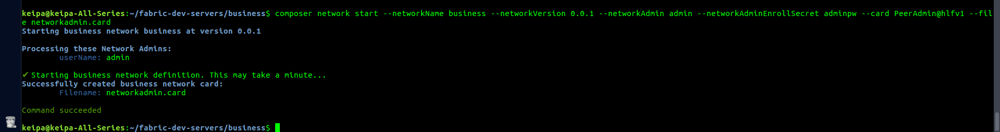 keipa@keipa-All-Series:~/fabric-dev-servers/business$ composer network start --networkName business --networkVersion 0.0.1 --networkAdmin admin --networkAdminEnrollSecret adminpw --card PeerAdmin@hlfv1 --fil
e networkadmin.card
Starting business network business at version 0.0.1
Processing these Network Admins:
userName: admin
✔ Starting business network definition. This may take a minute...
Successfully created business network card:
Filename: networkadmin.card
Command succeeded
keipa@keipa-All-Series:~/fabric-dev-servers/business$